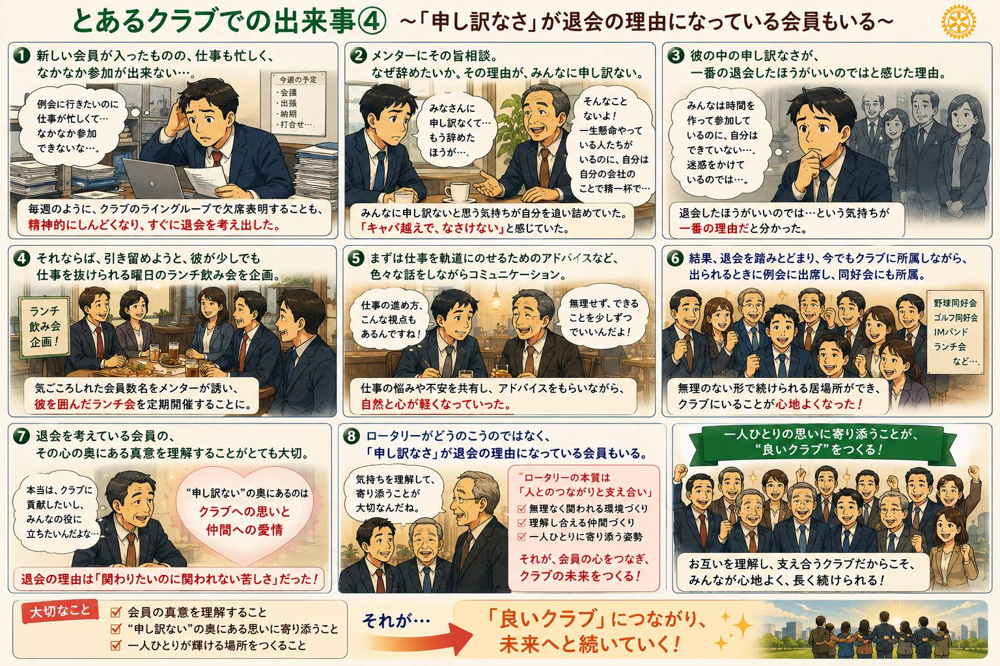 とあるクラブでの出来事④ ～「申し訳なさ」が退会の理由になっている会員もいる～
1 新しい会員が入ったものの、仕事も忙しく、
なかなか参加が出来ない…。
例会に行きたいのに
仕事が忙しくて…
なかなか参加
できないな…。
今週の予定
・会議
・出張
・納期
・打合せ…
毎週のように、クラブのライングループで欠席表明することも、
精神的にしんどくなり、すぐに退会を考え出した。
2 メンターにその旨相談。
なぜ辞めたいか。その理由が、みんなに申し訳ない。
みなさんに
申し訳なくて…
もう辞めた
ほうが…。
そんなこと
ないよ！
一生懸命やって
いる人たちが
いるのに、自分は
自分の会社の
ことで精一杯で…
みんなに申し訳ないと思う気持ちが自分を追い詰めていた。
「キャパ越えで、なさけない」と感じていた。
3 彼の中の申し訳なさが、
一番の退会したほうがいいのではと感じた理由。
みんなは時間を
作って参加して
いるのに、自分は
できていない…。
迷惑をかけて
いるのでは…。
退会したほうがいいのでは…という気持ちが
一番の理由だと分かった。
4 それならば、引き留めようと、彼が少しでも
仕事を抜けられる曜日のランチ飲み会を企画。
ランチ
飲み会
企画！
気ごころしれた会員数名をメンターが誘い、
彼を囲んだランチ会を定期開催することに。
5 まずは仕事を軌道にのせるためのアドバイスなど、
色々な話をしながらコミュニケーション。
仕事の進め方、
こんな視点も
あるんですね！
無理せず、できる
ことを少しずつ
でいいんだよ！
仕事の悩みや不安を共有し、アドバイスをもらいながら、
自然と心が軽くなっていった。
6 結果、退会を踏みとどまり、今でもクラブに所属しながら、
出られるときに例会に出席し、同好会にも所属。
野球同好会
ゴルフ同好会
IMバンド
ランチ会
など…。
無理のない形で続けられる居場所ができ、
クラブにいることが心地よくなった！
7 退会を考えている会員の、
その心の奥にある真意を理解することがとても大切。
本当は、クラブに
貢献したいし、
みんなの役に
立ちたいんだよな…
“申し訳ない”の奥にあるのは
クラブへの思いと
仲間への愛情
退会の理由は「関わりたいのに関われない苦しさ」だった！
8 ロータリーがどうのこうのではなく、
「申し訳なさ」が退会の理由になっている会員もいる。
気持ちを理解して、
寄り添うことが
大切なんだね。
“ロータリーの本質は
「人とのつながりと支え合い」
☑ 無理なく関われる環境づくり
☑ 理解し合える仲間づくり
☑ 一人ひとりに寄り添う姿勢
それが、会員の心をつなぎ、
クラブの未来をつくる！
一人ひとりの思いに寄り添うことが、
“良いクラブ”をつくる！
お互いを理解し、支え合うクラブだからこそ、
みんなが心地よく、長く続けられる！
大切なこと
☑ 会員の真意を理解すること
☑ “申し訳ない”の奥にある思いに寄り添うこと
☑ 一人ひとりが輝ける場所をつくること
それが…
「良いクラブ」につながり、
未来へと続いていく！